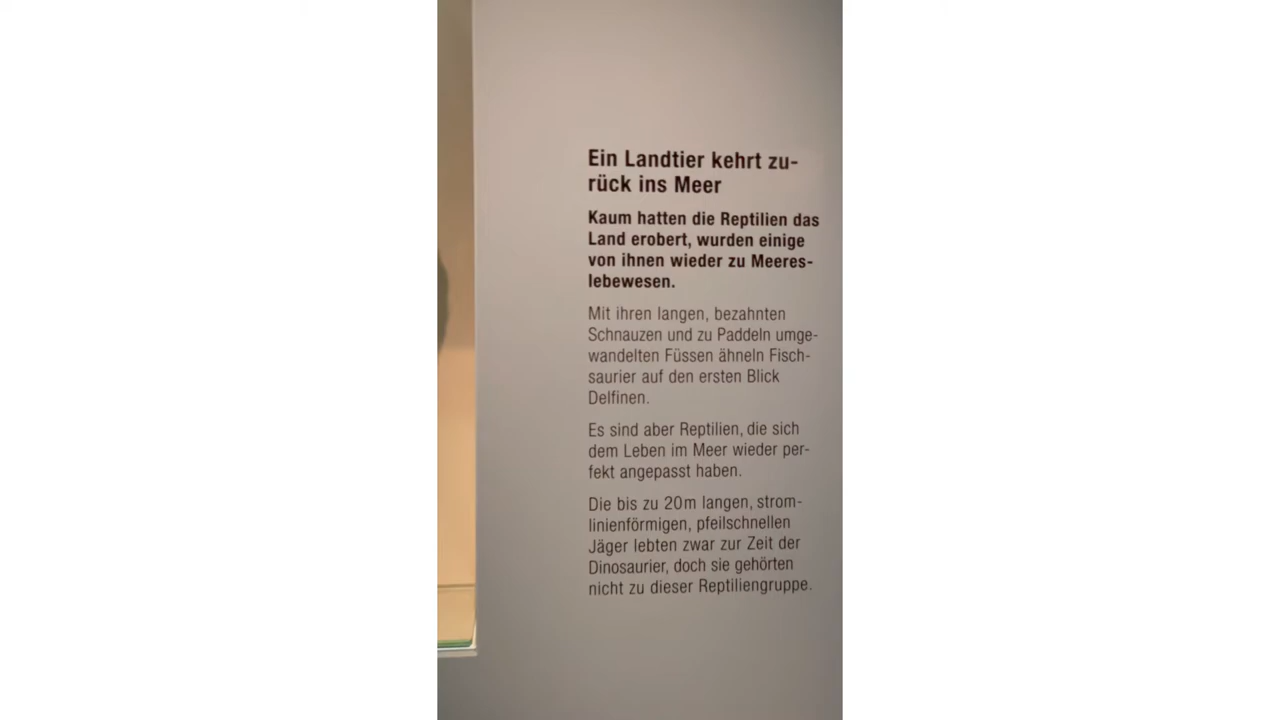 Ein Landtier kehrt zu-
rück ins Meer
Kaum hatten die Reptilien das
Land erobert, wurden einige
von ihnen wieder zu Meeres-
lebewesen.
Mit ihren langen, bezahnten
Schnauzen und zu Paddeln umge-
wandelten Füssen ähneln Fisch-
saurier auf den ersten Blick
Delfinen.
Es sind aber Reptilien, die sich
dem Leben im Meer wieder per-
fekt angepasst haben.
Die bis zu 20m langen, strom-
linienförmigen, pfeilschnellen
Jäger lebten zwar zur Zeit der
Dinosaurier, doch sie gehörten
nicht zu dieser Reptiliengruppe.